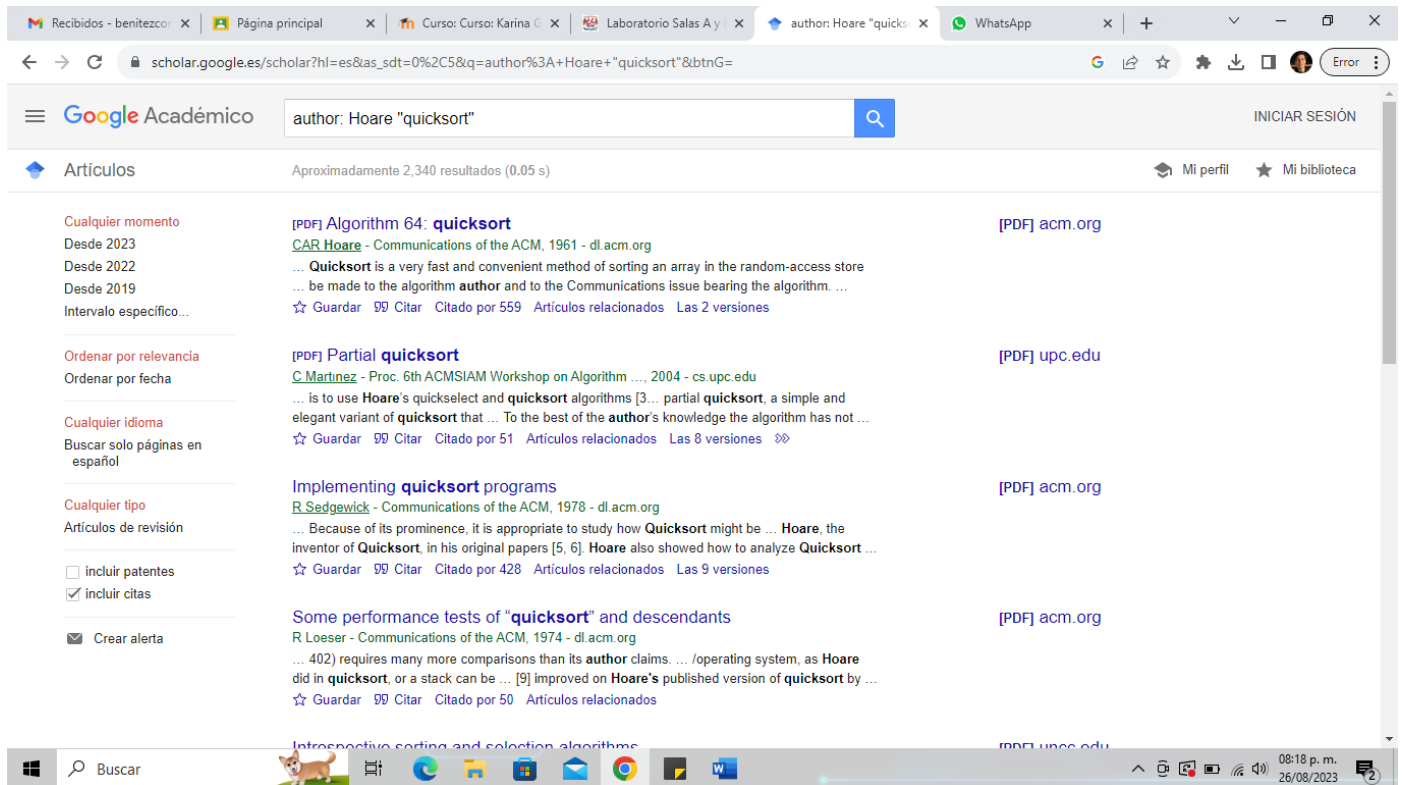 Recibidos - benitezcor
Página principal
Curso: Curso: Karina G
Laboratorio Salas A y
author: Hoare "quicks
WhatsApp
scholar.google.es/scholar?hl=es&as_sdt=0%2C5&q=author%3A+Hoare+"quicksort"&btnG=
Error
Google Académico
author: Hoare "quicksort"
INICIAR SESIÓN
Artículos
Aproximadamente 2,340 resultados (0.05 s)
Mi perfil
Mi biblioteca
Cualquier momento
Desde 2023
Desde 2022
Desde 2019
Intervalo específico...
Ordenar por relevancia
Ordenar por fecha
Cualquier idioma
Buscar solo páginas en
español
Cualquier tipo
Artículos de revisión
incluir patentes
incluir citas
Crear alerta
[PDF] Algorithm 64: quicksort
CAR Hoare - Communications of the ACM, 1961 - dl.acm.org
... Quicksort is a very fast and convenient method of sorting an array in the random-access store
... be made to the algorithm author and to the Communications issue bearing the algorithm. ...
Guardar Citar Citado por 559 Artículos relacionados Las 2 versiones
[PDF] acm.org
[PDF] Partial quicksort
C Martınez - Proc. 6th ACMSIAM Workshop on Algorithm ..., 2004 - cs.upc.edu
... is to use Hoare's quickselect and quicksort algorithms [3... partial quicksort, a simple and
elegant variant of quicksort that ... To the best of the author's knowledge the algorithm has not ...
Guardar Citar Citado por 51 Artículos relacionados Las 8 versiones
[PDF] upc.edu
Implementing quicksort programs
R Sedgewick - Communications of the ACM, 1978 - dl.acm.org
... Because of its prominence, it is appropriate to study how Quicksort might be ... Hoare, the
inventor of Quicksort, in his original papers [5, 6]. Hoare also showed how to analyze Quicksort ...
Guardar Citar Citado por 428 Artículos relacionados Las 9 versiones
[PDF] acm.org
Some performance tests of “quicksort” and descendants
R Loeser - Communications of the ACM, 1974 - dl.acm.org
... 402) requires many more comparisons than its author claims. ... /operating system, as Hoare
did in quicksort, or a stack can be ... [9] improved on Hoare's published version of quicksort by ...
Guardar Citar Citado por 50 Artículos relacionados
[PDF] acm.org
Introspective sorting and selection algorithms
[PDF] uncc.edu
Buscar
08:18 p. m.
26/08/2023
2